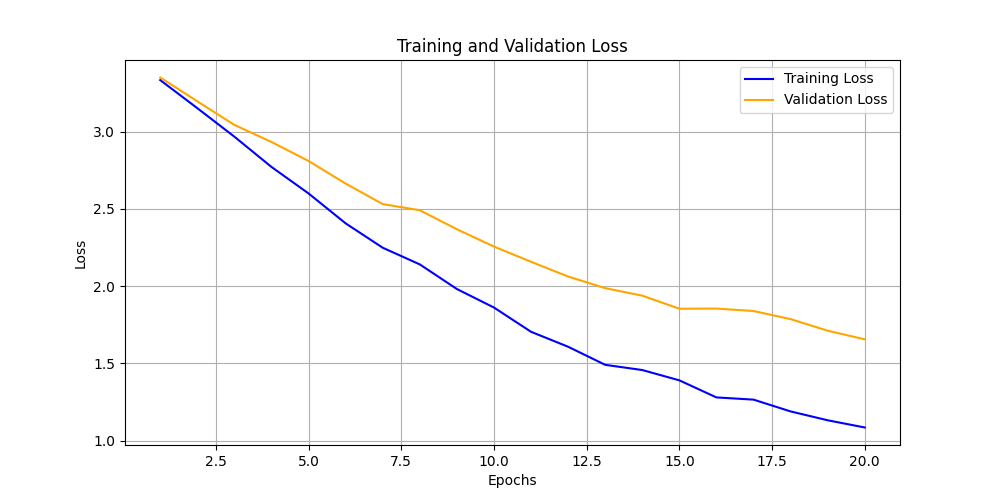 Training and Validation Loss
Training Loss
Validation Loss
3.0
2.5
2.0
1.5
1.0
Loss
2.5 5.0 7.5 10.0 12.5 15.0 17.5 20.0
Epochs